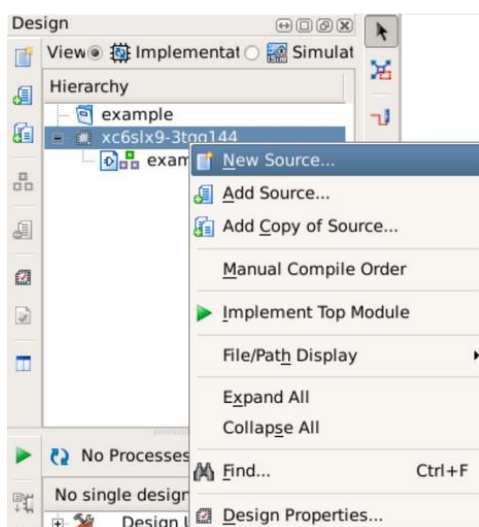 Design
View Implementat Simulat
Hierarchy
example
xc6slx9-3tqg144
exam
New Source...
Add Source...
Add Copy of Source...
Manual Compile Order
Implement Top Module
File/Path Display
Expand All
Collapse All
No Processes
Find... Ctrl+F
No single design
Design U
Design Properties...